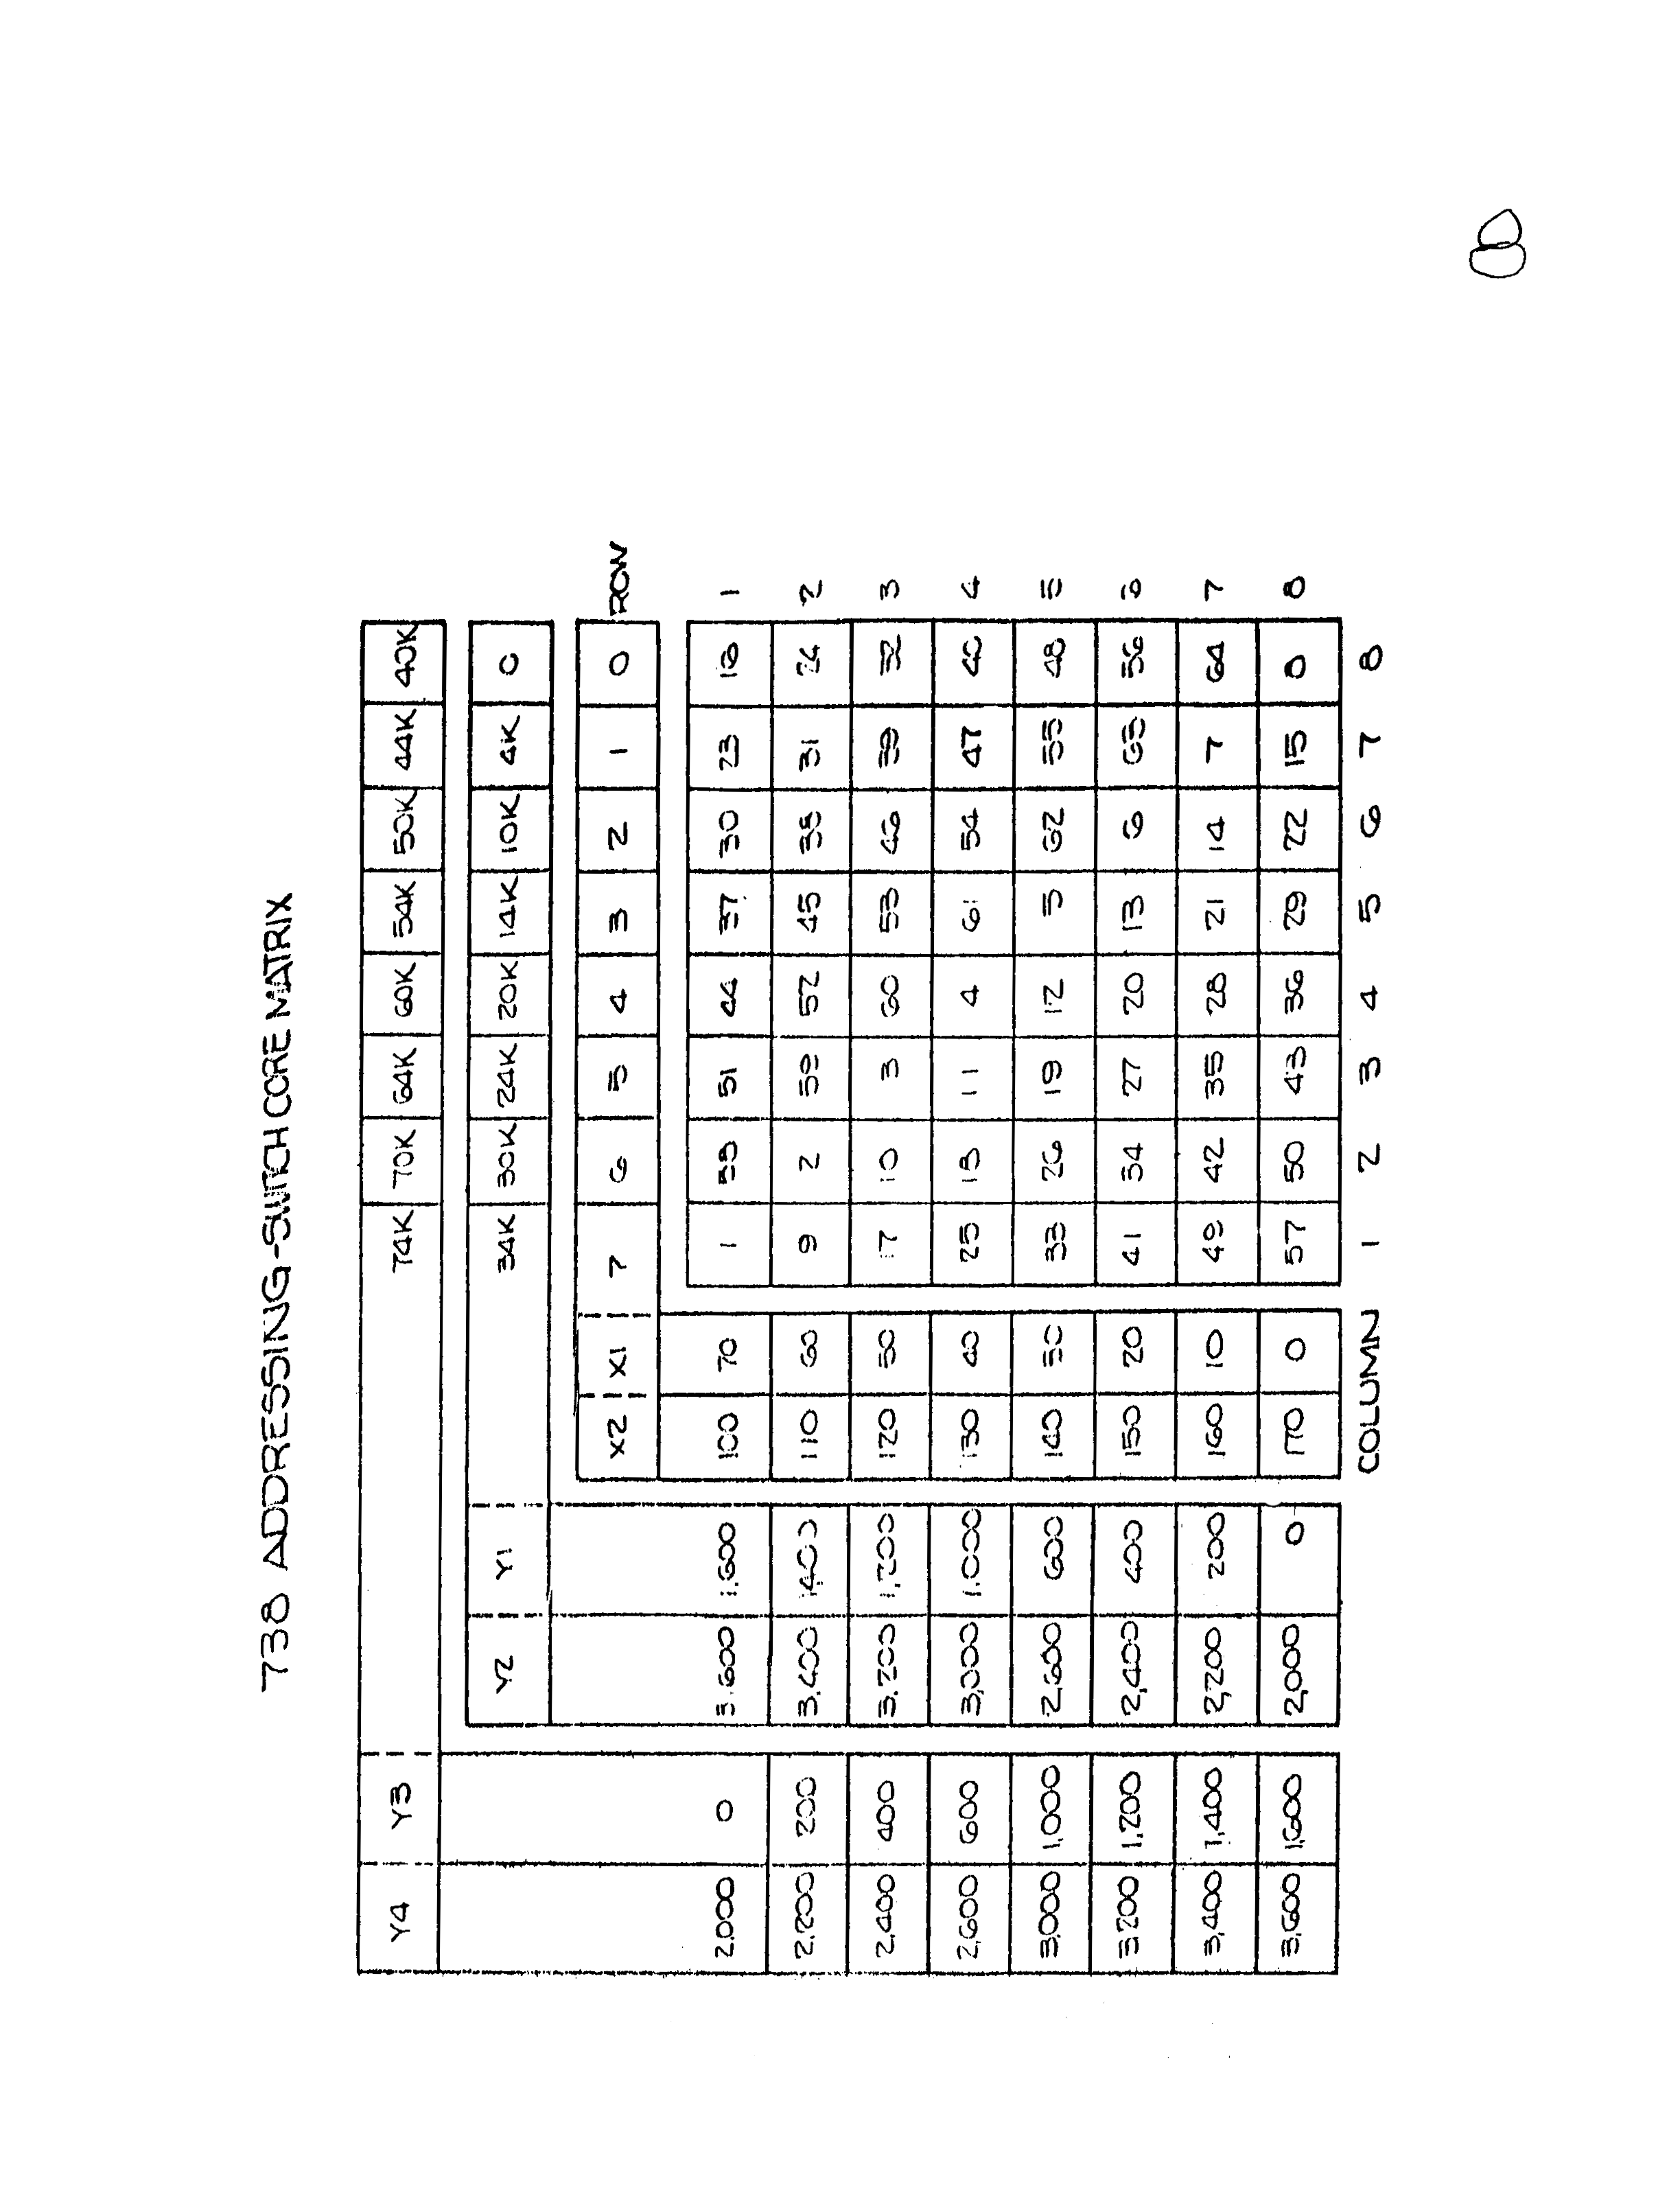 738 ADDRESSING-SWITCH CORE MATRIX
Y4 Y3 74K 70K 64K 60K 54K 50K 44K 40K
Y2 Y1 34K 30K 24K 20K 14K 10K 4K 0
X2 X1 7 6 5 4 3 2 1 0 ROW
2,000 0 3,600 1,600 100 70 1 58 51 44 37 30 23 16 1
2,200 200 3,400 1,400 110 60 9 2 59 52 45 38 31 24 2
2,400 400 3,200 1,200 120 50 17 10 3 60 53 46 39 32 3
2,600 600 3,000 1,000 130 40 25 18 11 4 61 54 47 40 4
3,000 1,000 2,600 600 140 30 33 26 19 12 5 62 55 48 5
3,200 1,200 2,400 400 150 20 41 34 27 20 13 6 63 56 6
3,400 1,400 2,200 200 160 10 49 42 35 28 21 14 7 64 7
3,600 1,600 2,000 0 170 0 57 50 43 36 29 22 15 8 8
COLUMN 1 2 3 4 5 6 7 8
8